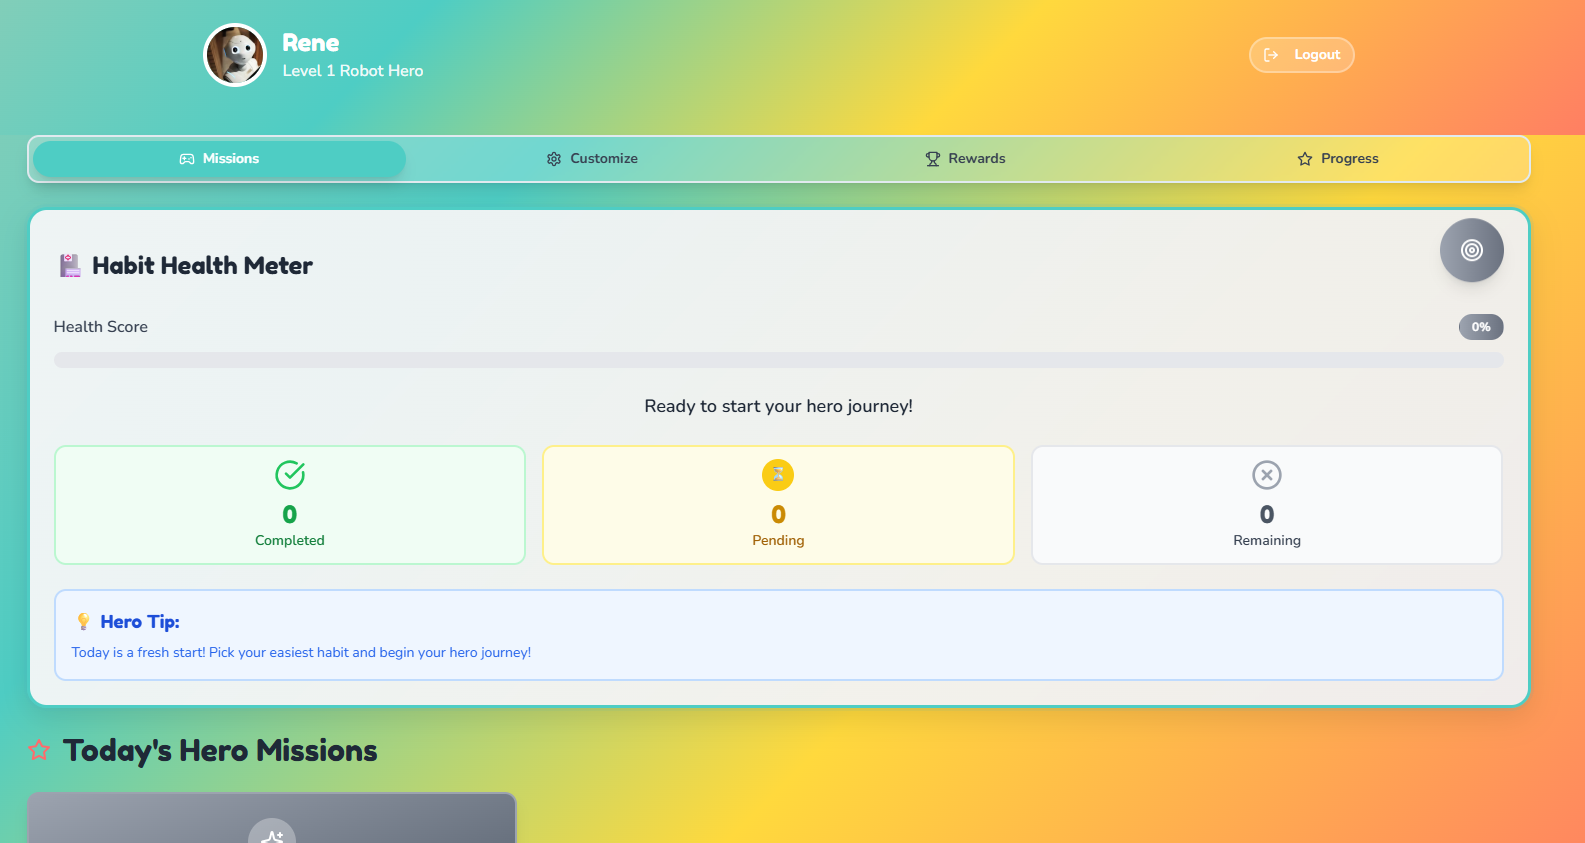 Rene
Level 1 Robot Hero
Logout
Missions
Customize
Rewards
Progress
Habit Health Meter
Health Score
0%
Ready to start your hero journey!
0
Completed
0
Pending
0
Remaining
Hero Tip:
Today is a fresh start! Pick your easiest habit and begin your hero journey!
Today's Hero Missions